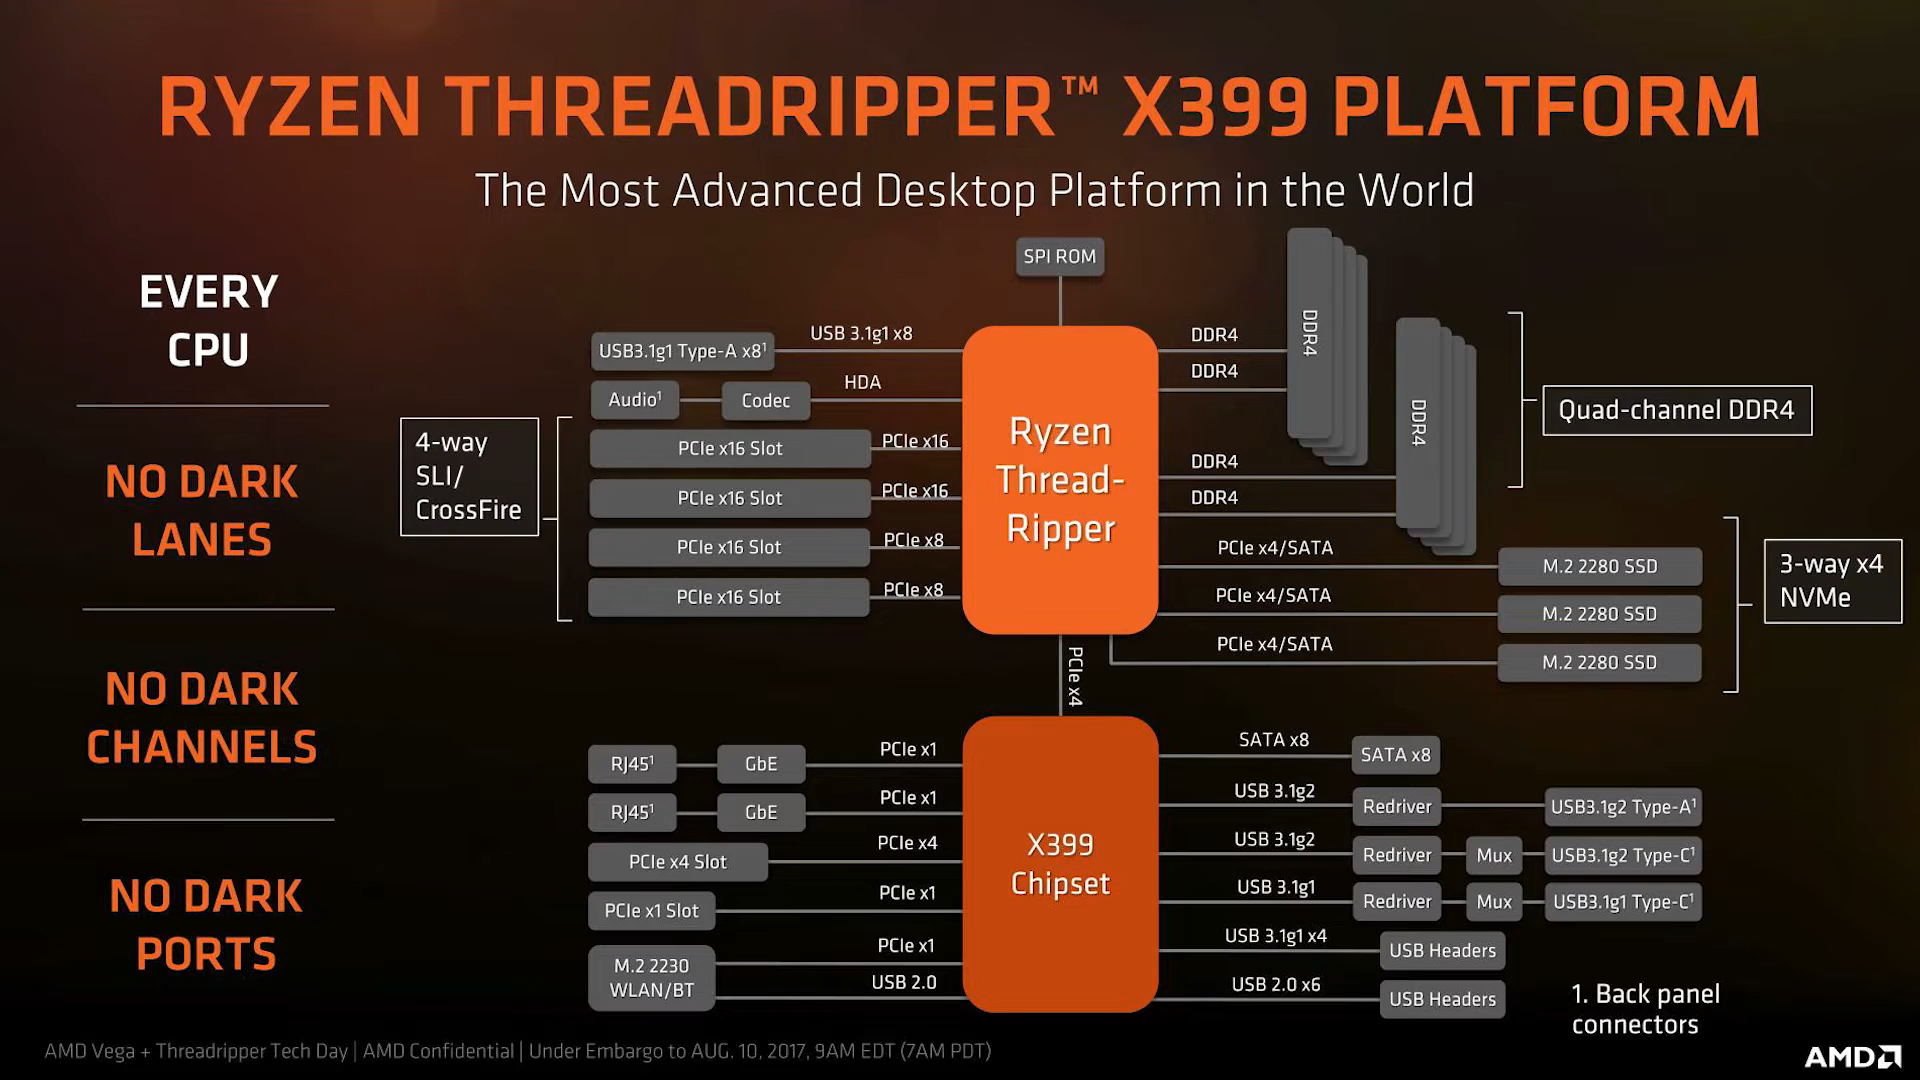 RYZEN THREADRIPPER™ X399 PLATFORM
The Most Advanced Desktop Platform in the World
EVERY
CPU
NO DARK
LANES
NO DARK
CHANNELS
NO DARK
PORTS
4-way
SLI/
CrossFire
SPI ROM
USB3.1g1 Type-A x8¹
USB 3.1g1 x8
Audio¹
Codec
HDA
PCIe x16 Slot
PCIe x16
PCIe x16 Slot
PCIe x16
PCIe x16 Slot
PCIe x8
PCIe x16 Slot
PCIe x8
Ryzen
Thread-
Ripper
DDR4
DDR4
DDR4
DDR4
DDR4
DDR4
Quad-channel DDR4
PCIe x4/SATA
M.2 2280 SSD
PCIe x4/SATA
M.2 2280 SSD
PCIe x4/SATA
M.2 2280 SSD
3-way x4
NVMe
PCIe x4
RJ45¹
GbE
PCIe x1
RJ45¹
GbE
PCIe x1
PCIe x4 Slot
PCIe x4
PCIe x1 Slot
PCIe x1
M.2 2230
WLAN/BT
PCIe x1
USB 2.0
X399
Chipset
SATA x8
SATA x8
USB 3.1g2
Redriver
USB3.1g2 Type-A¹
USB 3.1g2
Redriver
Mux
USB3.1g2 Type-C¹
USB 3.1g1
Redriver
Mux
USB3.1g1 Type-C¹
USB 3.1g1 x4
USB Headers
USB 2.0 x6
USB Headers
1. Back panel
connectors
AMD Vega + Threadripper Tech Day | AMD Confidential | Under Embargo to AUG. 10, 2017, 9AM EDT (7AM PDT)
AMD